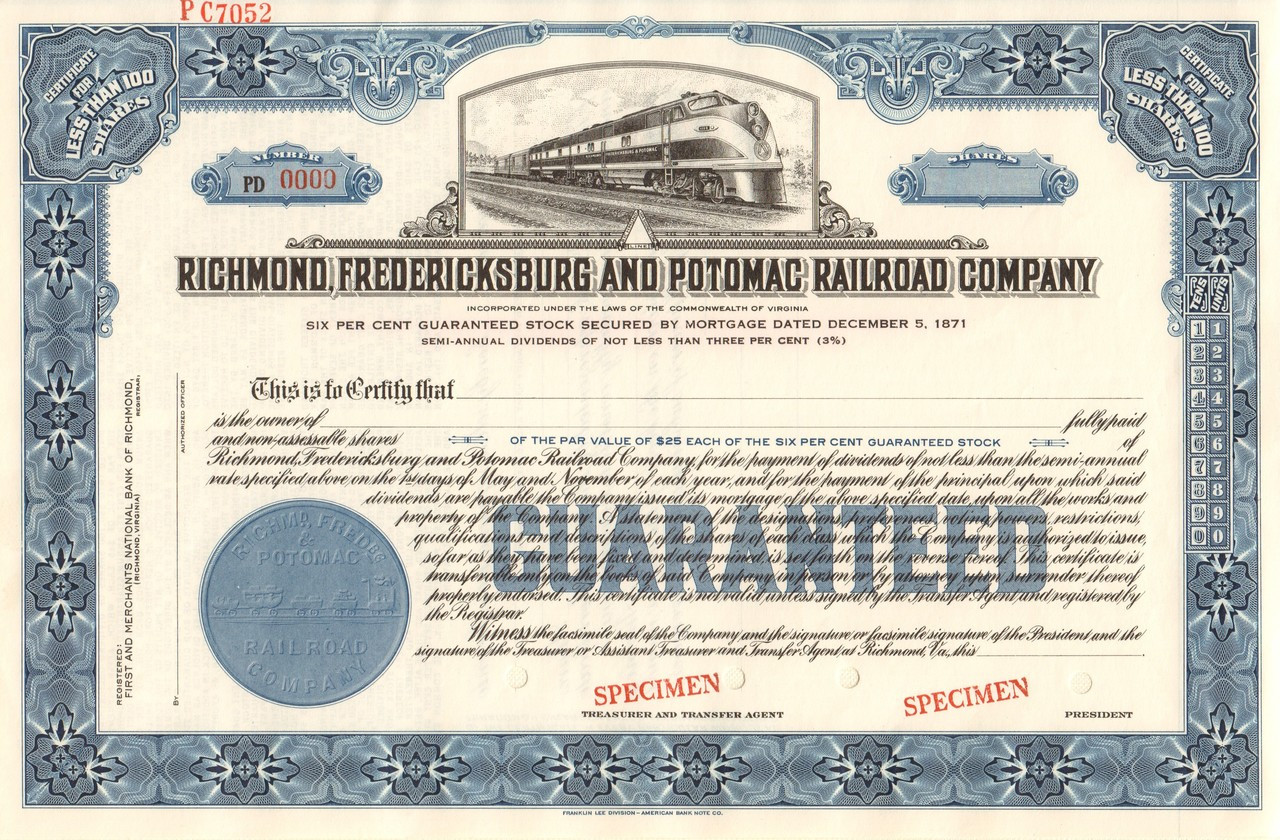 P C7052
CERTIFICATE
FOR
LESS THAN 100
SHARES
CERTIFICATE
FOR
LESS THAN 100
SHARES
NUMBER
PD 0000
SHARES
RICHMOND, FREDERICKSBURG AND POTOMAC RAILROAD COMPANY
INCORPORATED UNDER THE LAWS OF THE COMMONWEALTH OF VIRGINIA
SIX PER CENT GUARANTEED STOCK SECURED BY MORTGAGE DATED DECEMBER 5, 1871
SEMI-ANNUAL DIVIDENDS OF NOT LESS THAN THREE PER CENT (3%)
TENS UNITS
1 1
2 2
3 3
4 4
5 5
6 6
7 7
8 8
9 9
0 0
This is to Certify that
is the owner of fully paid
and non-assessable shares OF THE PAR VALUE OF $25 EACH OF THE SIX PER CENT GUARANTEED STOCK of
Richmond, Fredericksburg and Potomac Railroad Company, for the payment of dividends of not less than the semi-annual
rate specified above on the 1st days of May and November of each year, and for the payment of the principal upon which said
dividends are payable the Company issued its mortgage of the above specified date, upon all the works and
property of the Company. A statement of the designations, preferences, voting powers, restrictions,
qualifications and descriptions of the shares of each class which the Company is authorized to issue,
so far as they have been fixed and determined is set forth on the reverse hereof. This certificate is
transferable only on the books of said Company in person or by attorney upon surrender thereof
properly endorsed. This certificate is not valid unless signed by the Transfer Agent and registered by
the Registrar.
GUARANTEED
Witness the facsimile seal of the Company and the signature or facsimile signature of the President and the
signature of the Treasurer or Assistant Treasurer and Transfer Agent at Richmond, Va., this
RICHMD, FREDBG
&
POTOMAC
RAILROAD
COMPANY
REGISTERED:
FIRST AND MERCHANTS NATIONAL BANK OF RICHMOND,
(RICHMOND, VIRGINIA) REGISTRAR,
BY AUTHORIZED OFFICER
SPECIMEN
TREASURER AND TRANSFER AGENT
SPECIMEN
PRESIDENT
FRANKLIN LEE DIVISION – AMERICAN BANK NOTE CO.